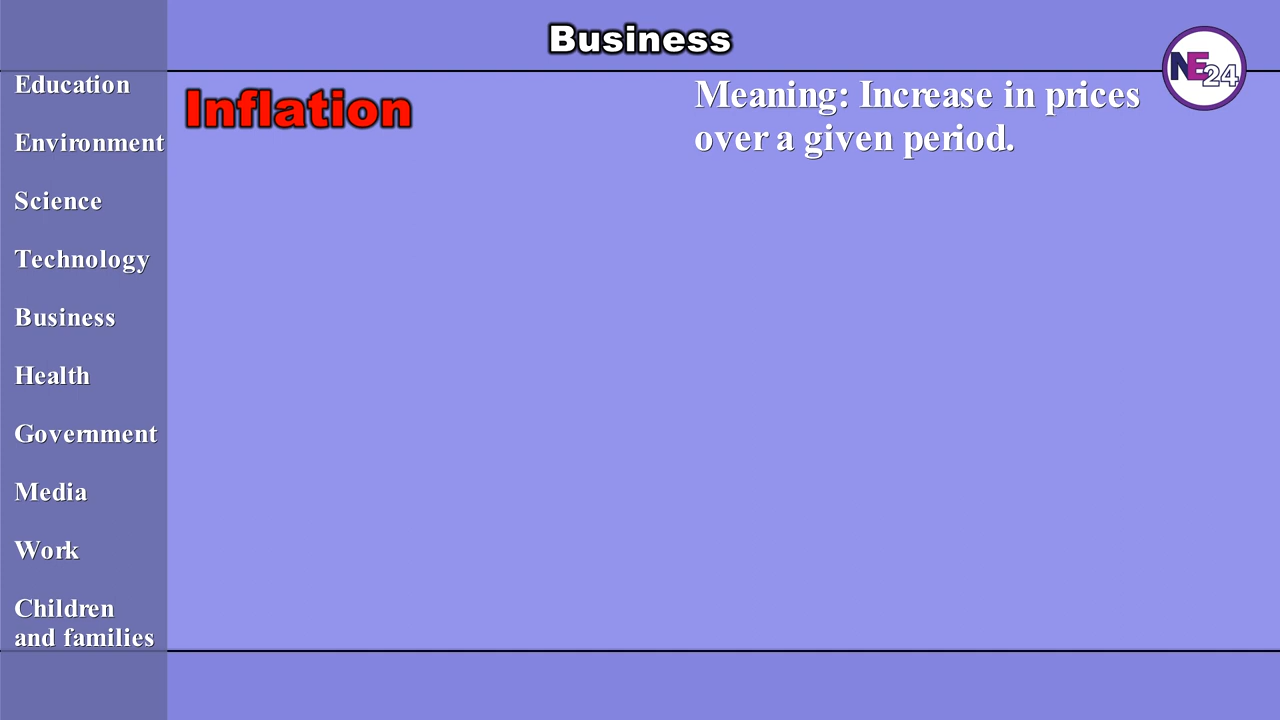 Business
NE24
Education
Environment
Science
Technology
Business
Health
Government
Media
Work
Children
and families
Inflation
Meaning: Increase in prices
over a given period.